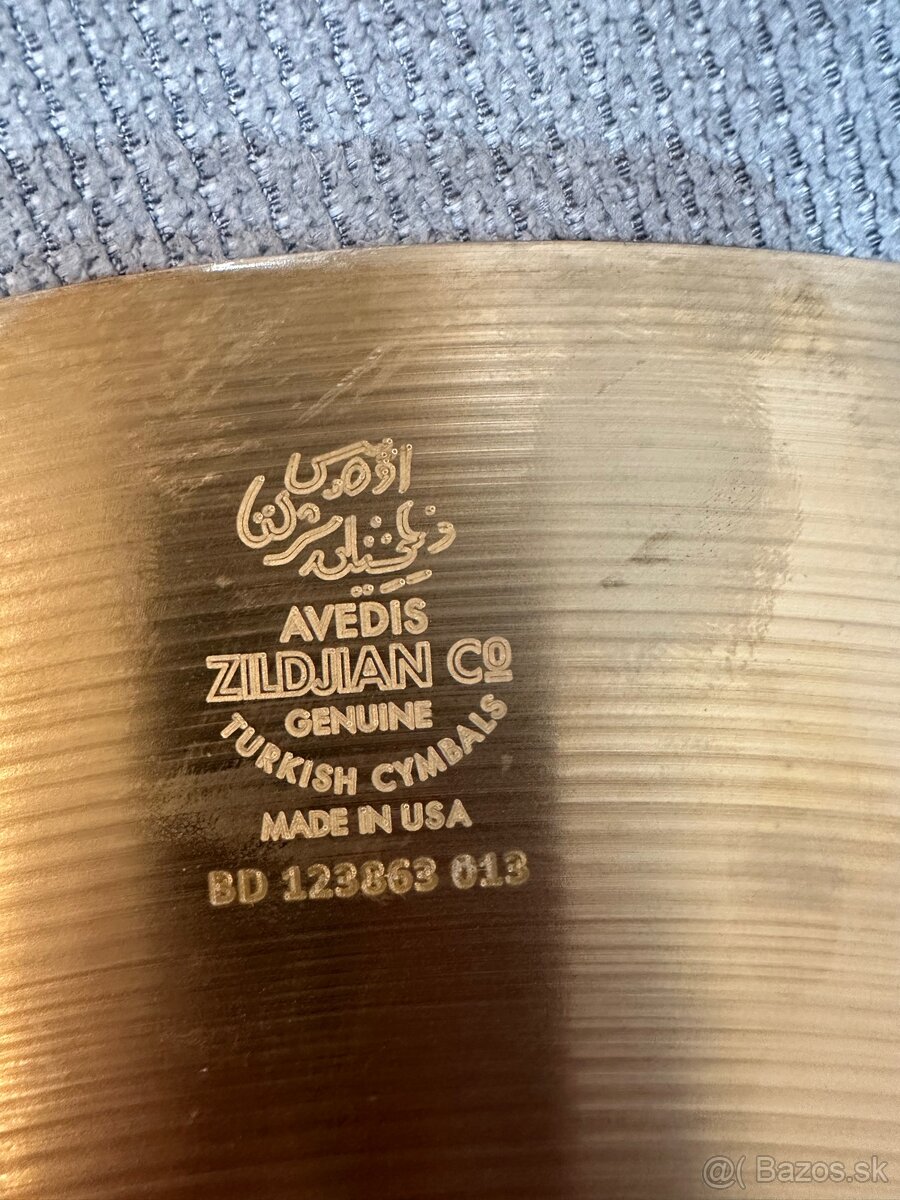 AVEDIS
ZILDJIAN Co
GENUINE
TURKISH CYMBALS
MADE IN USA
BD 123863 013
@( Bazos.sk